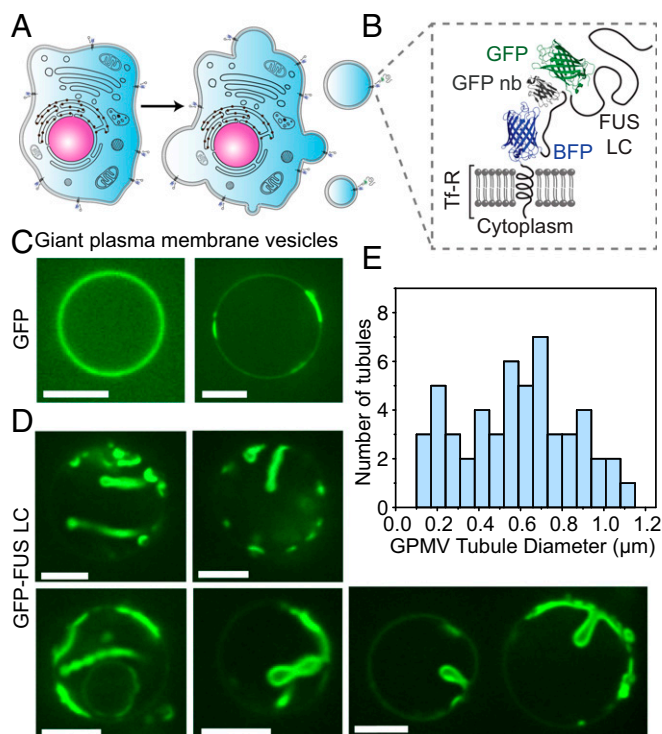 A
B
GFP
GFP nb
FUS
LC
BFP
Tf-R
Cytoplasm
C Giant plasma membrane vesicles
GFP
D
GFP-FUS LC
E
Number of tubules
8
6
4
2
0
0.0 0.2 0.4 0.6 0.8 1.0 1.2
GPMV Tubule Diameter (μm)